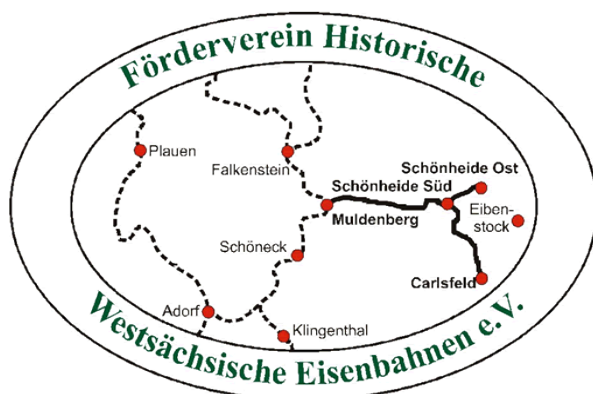 Förderverein Historische
Plauen
Falkenstein
Schönheide Ost
Schönheide Süd
Eiben-
stock
Muldenberg
Schöneck
Carlsfeld
Adorf
Klingenthal
Westsächsische Eisenbahnen e.V.